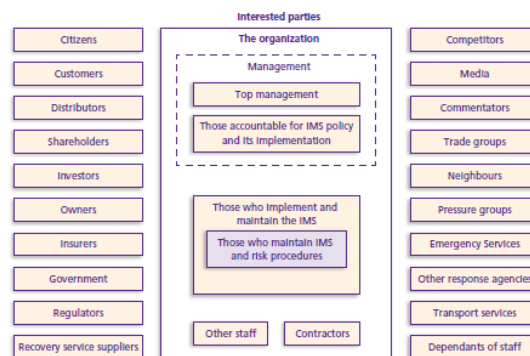 Interested parties
Citizens
Customers
Distributors
Shareholders
Investors
Owners
Insurers
Government
Regulators
Recovery service suppliers
The organization
Management
Top management
Those accountable for IMS policy
and its implementation
Those who implement and
maintain the IMS
Those who maintain IMS
and risk procedures
Other staff
Contractors
Competitors
Media
Commentators
Trade groups
Neighbours
Pressure groups
Emergency Services
Other response agencies
Transport services
Dependants of staff